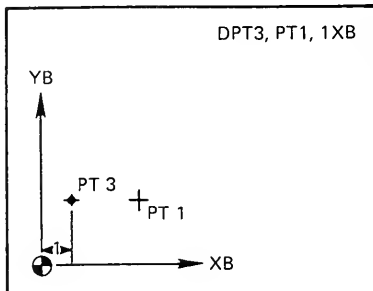 DPT3, PT1, 1XB
YB
PT 3
PT 1
1
XB